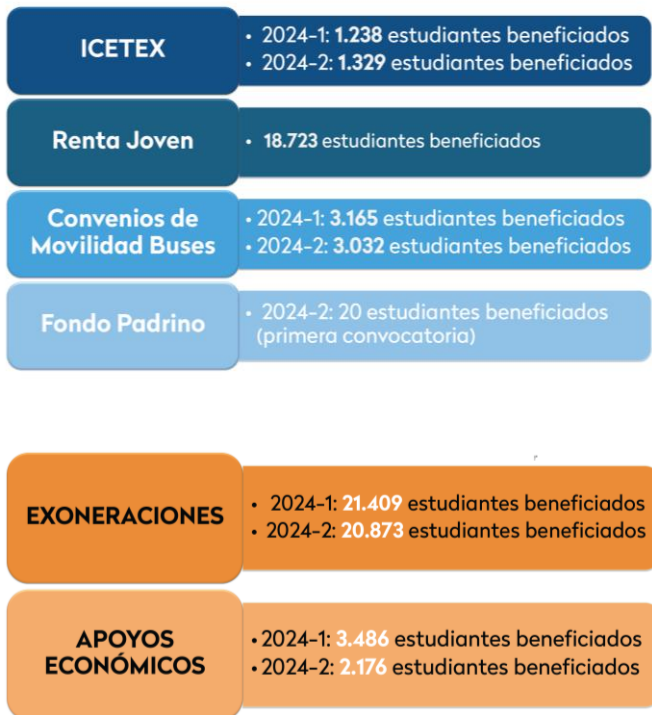 ICETEX
• 2024-1: 1.238 estudiantes beneficiados
• 2024-2: 1.329 estudiantes beneficiados
Renta Joven
• 18.723 estudiantes beneficiados
Convenios de
Movilidad Buses
• 2024-1: 3.165 estudiantes beneficiados
• 2024-2: 3.032 estudiantes beneficiados
Fondo Padrino
• 2024-2: 20 estudiantes beneficiados
(primera convocatoria)
EXONERACIONES
• 2024-1: 21.409 estudiantes beneficiados
• 2024-2: 20.873 estudiantes beneficiados
APOYOS
ECONÓMICOS
• 2024-1: 3.486 estudiantes beneficiados
• 2024-2: 2.176 estudiantes beneficiados